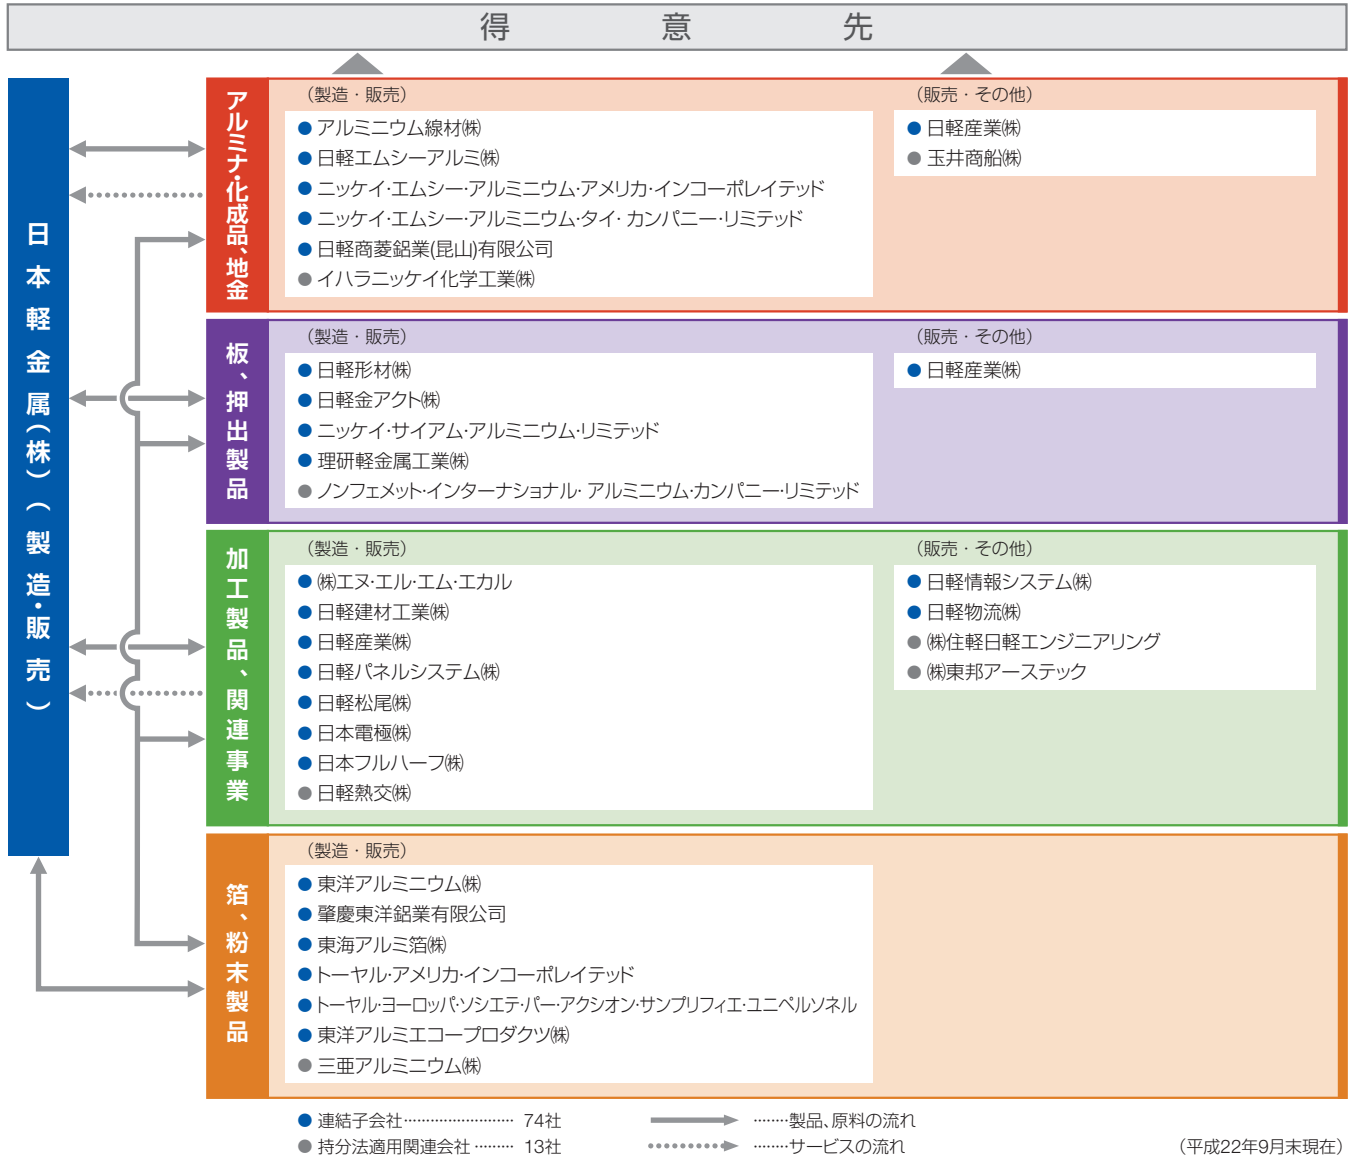 得意先
日本軽金属(株)(製造・販売)
アルミナ・化成品、地金
(製造・販売)
アルミニウム線材㈱
日軽エムシーアルミ㈱
ニッケイ・エムシー・アルミニウム・アメリカ・インコーポレイテッド
ニッケイ・エムシー・アルミニウム・タイ・カンパニー・リミテッド
日軽商菱鋁業(昆山)有限公司
イハラニッケイ化学工業㈱
(販売・その他)
日軽産業㈱
玉井商船㈱
板、押出製品
(製造・販売)
日軽形材㈱
日軽金アクト㈱
ニッケイ・サイアム・アルミニウム・リミテッド
理研軽金属工業㈱
ノンフェメット・インターナショナル・アルミニウム・カンパニー・リミテッド
(販売・その他)
日軽産業㈱
加工製品、関連事業
(製造・販売)
㈱エヌ・エル・エム・エカル
日軽建材工業㈱
日軽産業㈱
日軽パネルシステム㈱
日軽松尾㈱
日本電極㈱
日本フルハーフ㈱
日軽熱交㈱
(販売・その他)
日軽情報システム㈱
日軽物流㈱
㈱住軽日軽エンジニアリング
㈱東邦アーステック
箔、粉末製品
(製造・販売)
東洋アルミニウム㈱
肇慶東洋鋁業有限公司
東海アルミ箔㈱
トーヤル・アメリカ・インコーポレイテッド
トーヤル・ヨーロッパ・ソシエテ・パー・アクシオン・サンプリフィエ・ユニペルソネル
東洋アルミエコープロダクツ㈱
三亜アルミニウム㈱
連結子会社……………………… 74社
持分法適用関連会社……… 13社
………製品、原料の流れ
………サービスの流れ
(平成22年9月末現在)